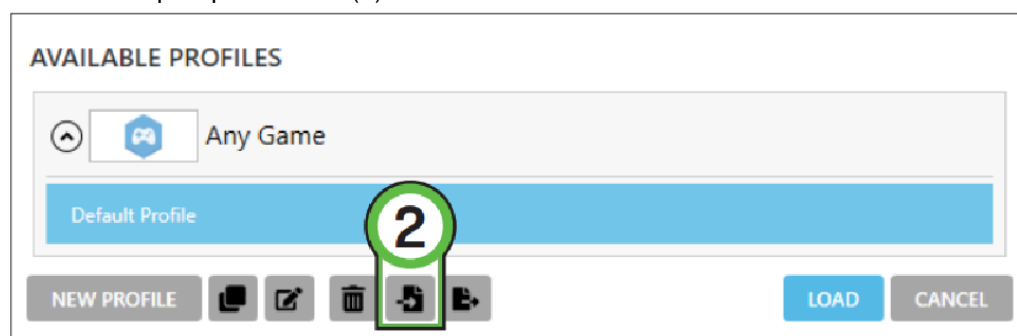 AVAILABLE PROFILES
Any Game
Default Profile
2
NEW PROFILE
LOAD
CANCEL